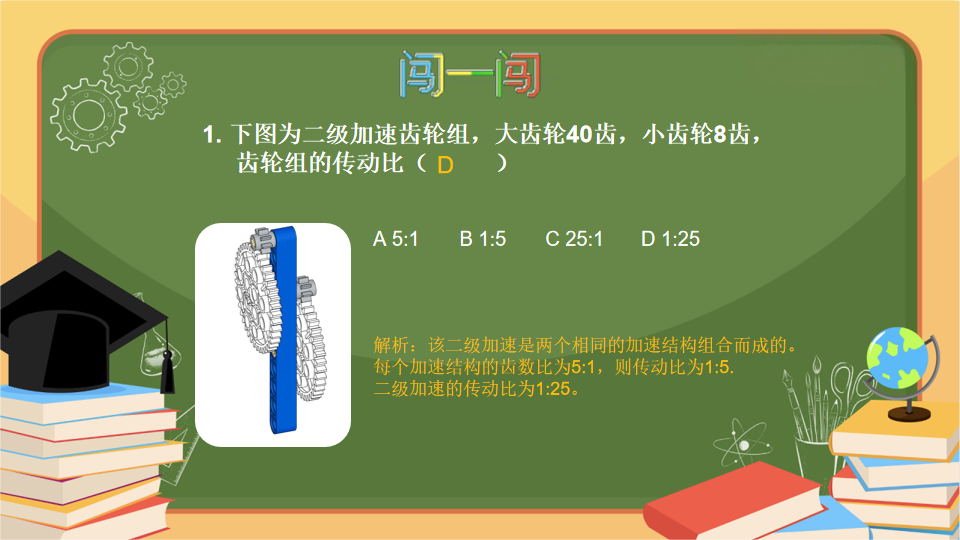 闯一闯
1. 下图为二级加速齿轮组，大齿轮40齿，小齿轮8齿，
齿轮组的传动比（ D ）
A 5:1 B 1:5 C 25:1 D 1:25
解析：该二级加速是两个相同的加速结构组合而成的。
每个加速结构的齿数比为5:1，则传动比为1:5.
二级加速的传动比为1:25。